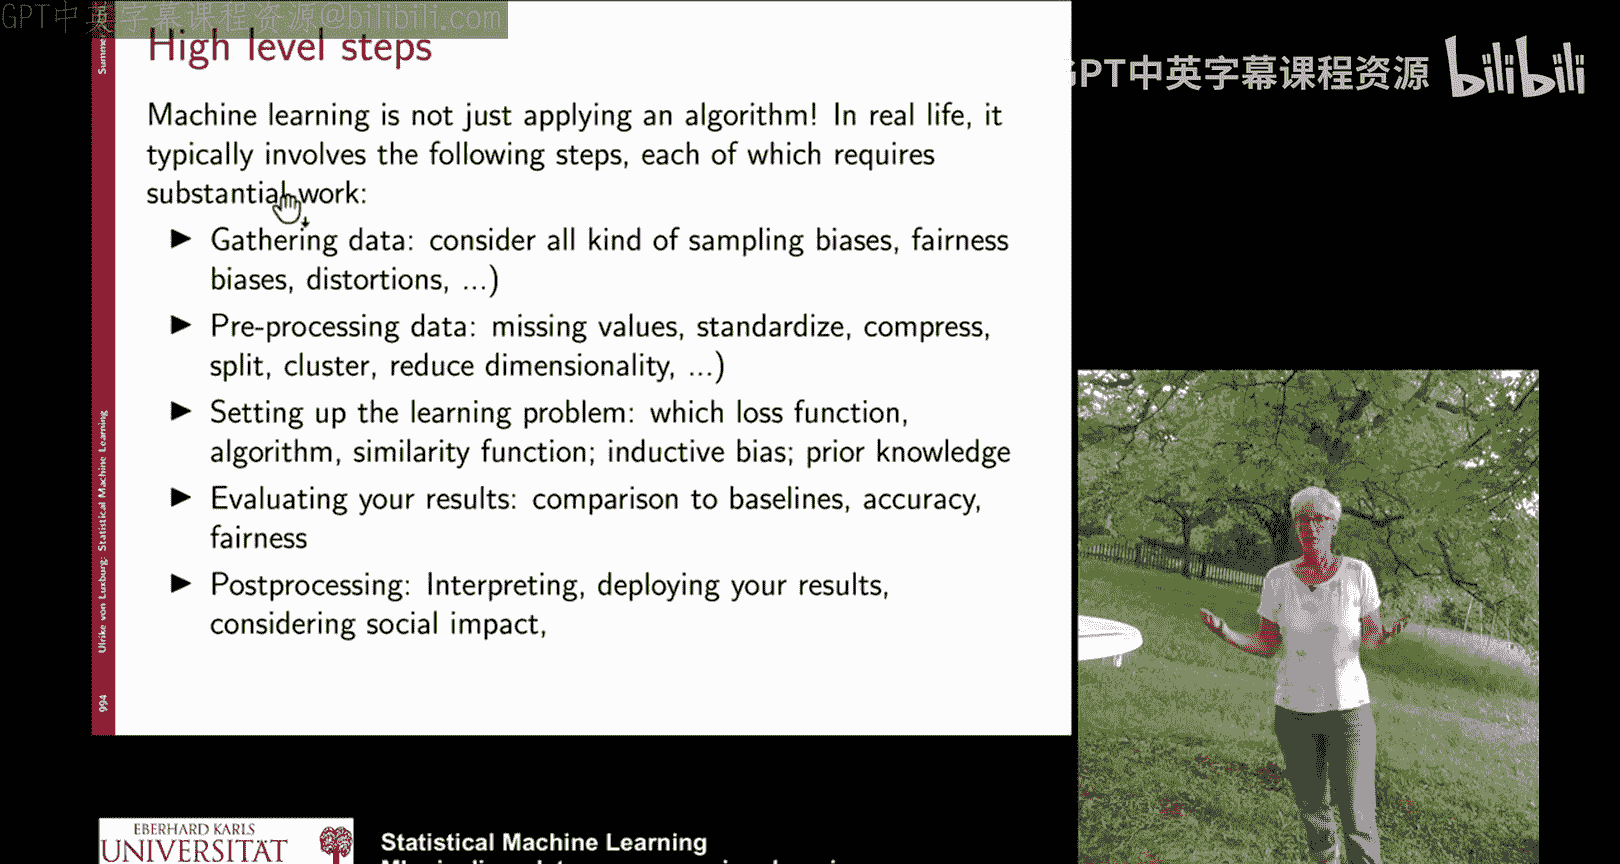 GPT中英字幕课程资源@bilibili.com
GPT中英字幕课程资源 bilibili
High level steps
Machine learning is not just applying an algorithm! In real life, it
typically involves the following steps, each of which requires
substantial work:
▶ Gathering data: consider all kind of sampling biases, fairness
biases, distortions, ...)
▶ Pre-processing data: missing values, standardize, compress,
split, cluster, reduce dimensionality, ...)
▶ Setting up the learning problem: which loss function,
algorithm, similarity function; inductive bias; prior knowledge
▶ Evaluating your results: comparison to baselines, accuracy,
fairness
▶ Postprocessing: Interpreting, deploying your results,
considering social impact,
Ulrike von Luxburg: Statistical Machine Learning
994
EBERHARD KARLS
UNIVERSITÄT
Statistical Machine Learning